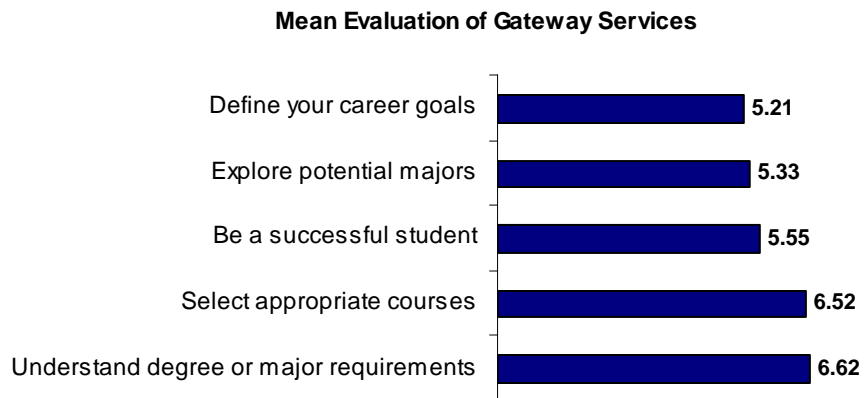 Mean Evaluation of Gateway Services
Define your career goals 5.21
Explore potential majors 5.33
Be a successful student 5.55
Select appropriate courses 6.52
Understand degree or major requirements 6.62